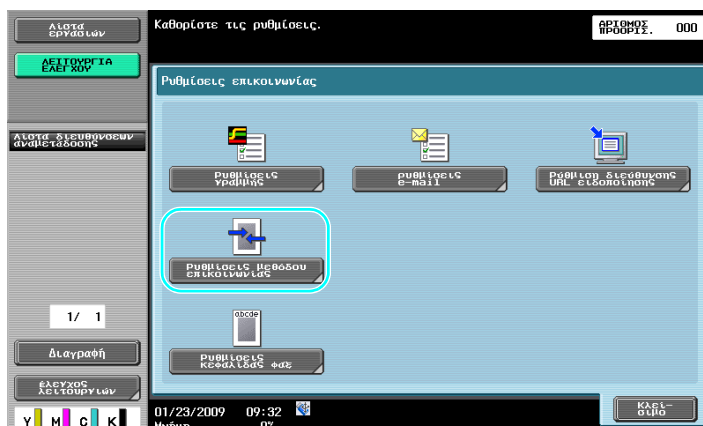 Λίστα
εργασιών
Καθορίστε τις ρυθμίσεις.
ΑΡΙΘΜΟΣ
ΠΡΟΟΡΙΣ.
000
ΛΕΙΤΟΥΡΓΙΑ
ΕΛΕΓΧΟΥ
Ρυθμίσεις επικοινωνίας
Λίστα διευθύνσεων
αναμετάδοσης
Ρυθμίσεις
γραμμής
ρυθμίσεις
e-mail
Ρύθμιση διεύθυνσης
URL ειδοποίησης
Ρυθμίσεις μεθόδου
επικοινωνίας
abcde
Ρυθμίσεις
κεφαλίδας φαξ
1/ 1
Διαγραφή
έλεγχος
λειτουργιών
Κλεί-
σιμο
01/23/2009 09:32
Μνήμη 0%
Y M C K